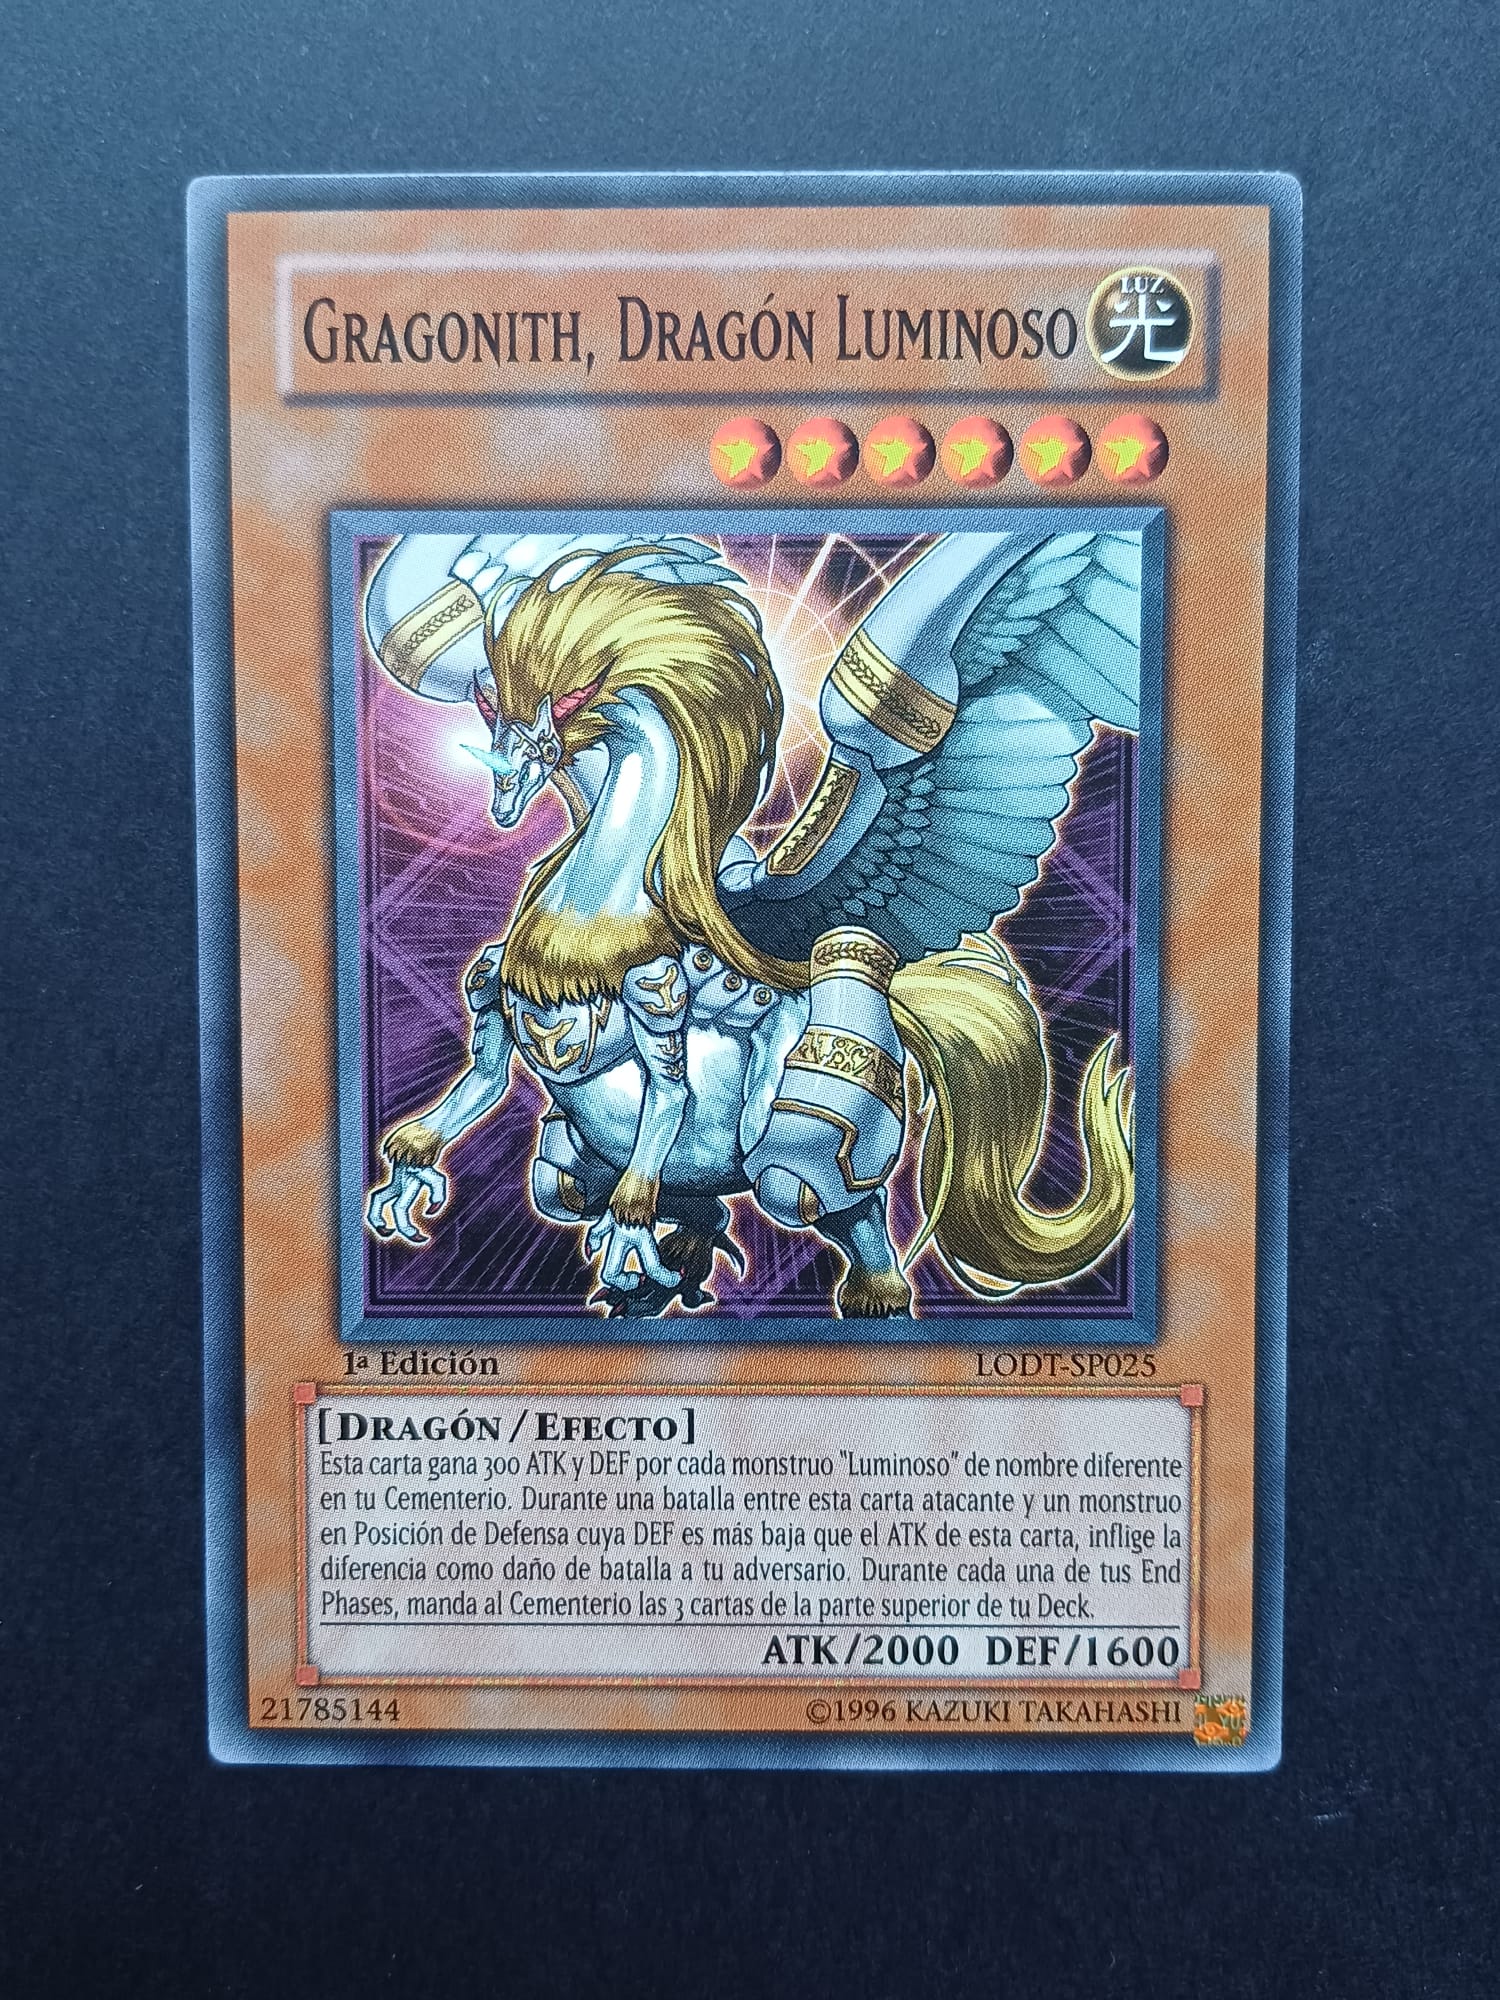 GRAGONITH, DRAGÓN LUMINOSO
LUZ
光
1ª Edición
LODT-SP025
[DRAGÓN/EFECTO]
Esta carta gana 300 ATK y DEF por cada monstruo "Luminoso" de nombre diferente
en tu Cementerio. Durante una batalla entre esta carta atacante y un monstruo
en Posición de Defensa cuya DEF es más baja que el ATK de esta carta, inflige la
diferencia como daño de batalla a tu adversario. Durante cada una de tus End
Phases, manda al Cementerio las 3 cartas de la parte superior de tu Deck.
ATK/2000 DEF/1600
21785144
©1996 KAZUKI TAKAHASHI